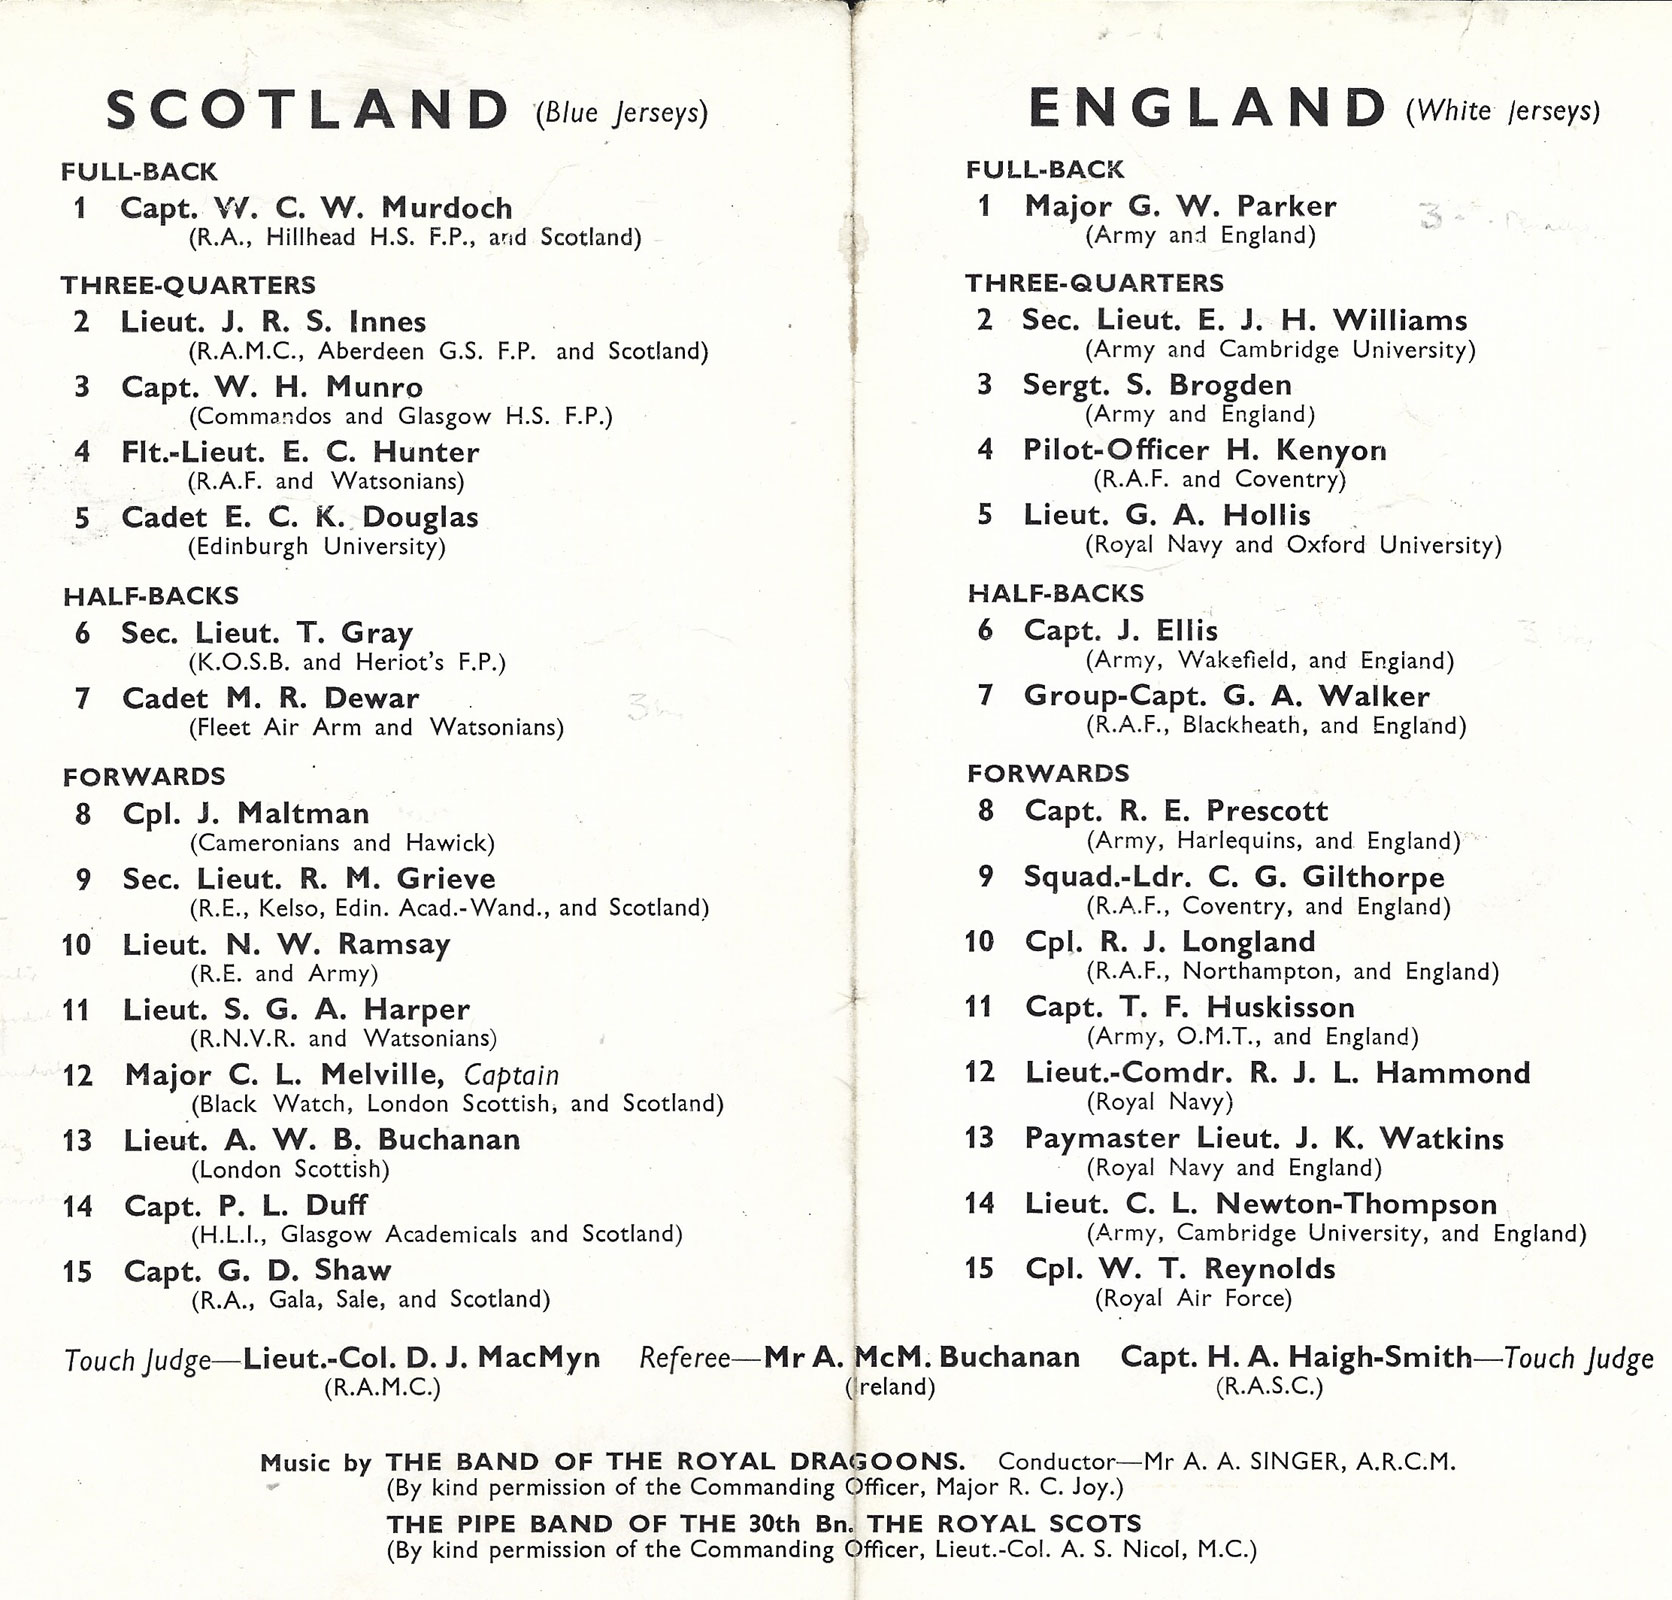 SCOTLAND (Blue Jerseys)
FULL-BACK
1 Capt. W. C. W. Murdoch
(R.A., Hillhead H.S. F.P., and Scotland)
THREE-QUARTERS
2 Lieut. J. R. S. Innes
(R.A.M.C., Aberdeen G.S. F.P. and Scotland)
3 Capt. W. H. Munro
(Commandos and Glasgow H.S. F.P.)
4 Flt.-Lieut. E. C. Hunter
(R.A.F. and Watsonians)
5 Cadet E. C. K. Douglas
(Edinburgh University)
HALF-BACKS
6 Sec. Lieut. T. Gray
(K.O.S.B. and Heriot's F.P.)
7 Cadet M. R. Dewar
(Fleet Air Arm and Watsonians)
FORWARDS
8 Cpl. J. Maltman
(Cameronians and Hawick)
9 Sec. Lieut. R. M. Grieve
(R.E., Kelso, Edin. Acad.-Wand., and Scotland)
10 Lieut. N. W. Ramsay
(R.E. and Army)
11 Lieut. S. G. A. Harper
(R.N.V.R. and Watsonians)
12 Major C. L. Melville, Captain
(Black Watch, London Scottish, and Scotland)
13 Lieut. A. W. B. Buchanan
(London Scottish)
14 Capt. P. L. Duff
(H.L.I., Glasgow Academicals and Scotland)
15 Capt. G. D. Shaw
(R.A., Gala, Sale, and Scotland)
ENGLAND (White Jerseys)
FULL-BACK
1 Major G. W. Parker
(Army and England)
THREE-QUARTERS
2 Sec. Lieut. E. J. H. Williams
(Army and Cambridge University)
3 Sergt. S. Brogden
(Army and England)
4 Pilot-Officer H. Kenyon
(R.A.F. and Coventry)
5 Lieut. G. A. Hollis
(Royal Navy and Oxford University)
HALF-BACKS
6 Capt. J. Ellis
(Army, Wakefield, and England)
7 Group-Capt. G. A. Walker
(R.A.F., Blackheath, and England)
FORWARDS
8 Capt. R. E. Prescott
(Army, Harlequins, and England)
9 Squad.-Ldr. C. G. Gilthorpe
(R.A.F., Coventry, and England)
10 Cpl. R. J. Longland
(R.A.F., Northampton, and England)
11 Capt. T. F. Huskisson
(Army, O.M.T., and England)
12 Lieut.-Comdr. R. J. L. Hammond
(Royal Navy)
13 Paymaster Lieut. J. K. Watkins
(Royal Navy and England)
14 Lieut. C. L. Newton-Thompson
(Army, Cambridge University, and England)
15 Cpl. W. T. Reynolds
(Royal Air Force)
Touch Judge—Lieut.-Col. D. J. MacMyn Referee—Mr A. McM. Buchanan Capt. H. A. Haigh-Smith—Touch Judge
(R.A.M.C.) (Ireland) (R.A.S.C.)
Music by THE BAND OF THE ROYAL DRAGOONS. Conductor—Mr A. A. SINGER, A.R.C.M.
(By kind permission of the Commanding Officer, Major R. C. Joy.)
THE PIPE BAND OF THE 30th Bn. THE ROYAL SCOTS
(By kind permission of the Commanding Officer, Lieut.-Col. A. S. Nicol, M.C.)